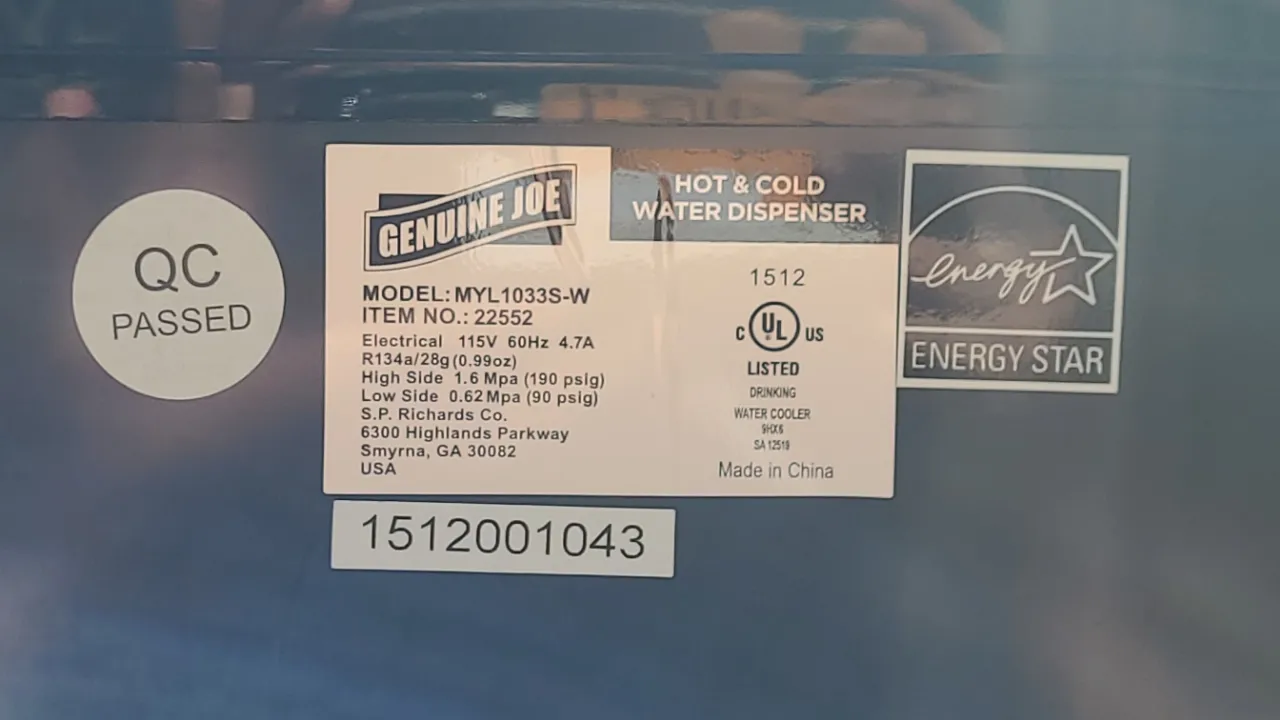 QC
PASSED
GENUINE JOE
HOT & COLD
WATER DISPENSER
MODEL: MYL1033S-W
ITEM NO.: 22552
Electrical 115V 60Hz 4.7A
R134a/28g(0.99oz)
High Side 1.6 Mpa (190 psig)
Low Side 0.62 Mpa (90 psig)
S.P. Richards Co.
6300 Highlands Parkway
Smyrna, GA 30082
USA
1512
C UL US
LISTED
DRINKING
WATER COOLER
9HX6
SA 12519
Made in China
energy
ENERGY STAR
1512001043